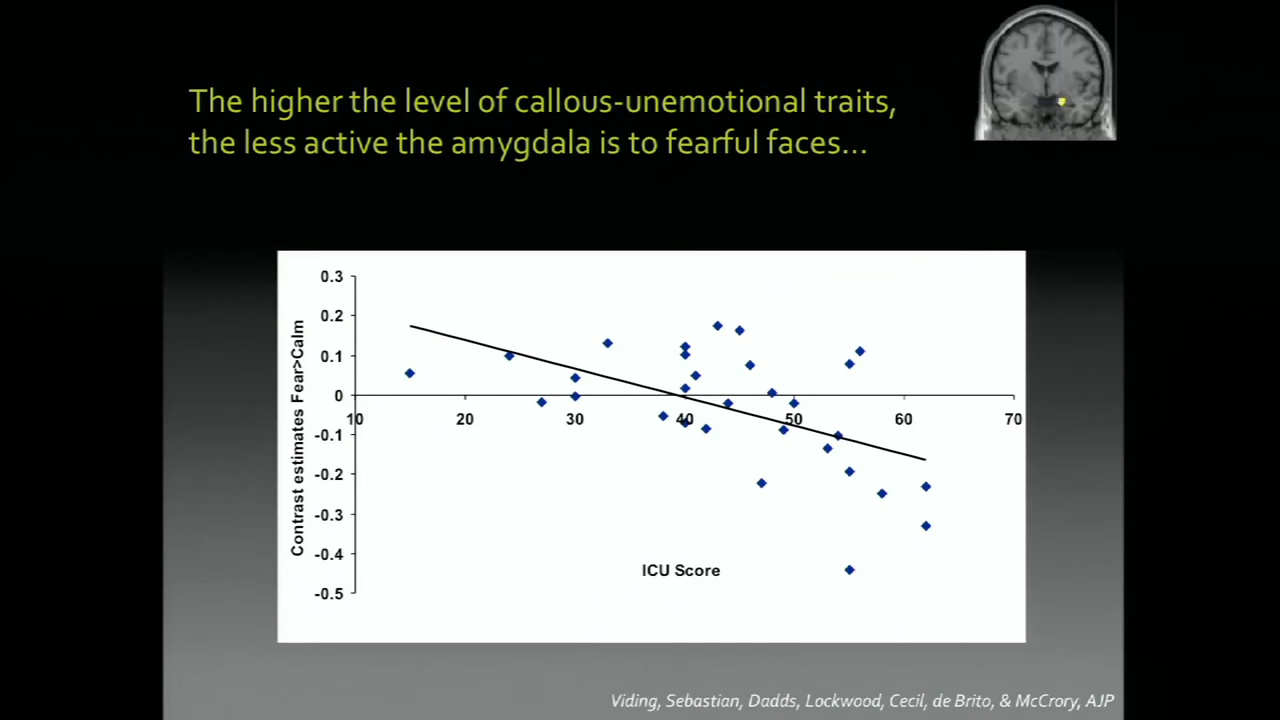 The higher the level of callous-unemotional traits,
the less active the amygdala is to fearful faces...
0.3
0.2
0.1
0
-0.1
-0.2
-0.3
-0.4
-0.5
Contrast estimates Fear>Calm
10 20 30 40 50 60 70
ICU Score
Viding, Sebastian, Dadds, Lockwood, Cecil, de Brito, & McCrory, AJP